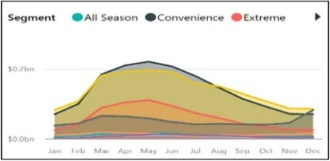 Segment All Season Convenience Extreme
$0.2bn
$0.0bn
Jan Feb Mar Apr May Jun Jul Aug Sep Oct Nov Dec